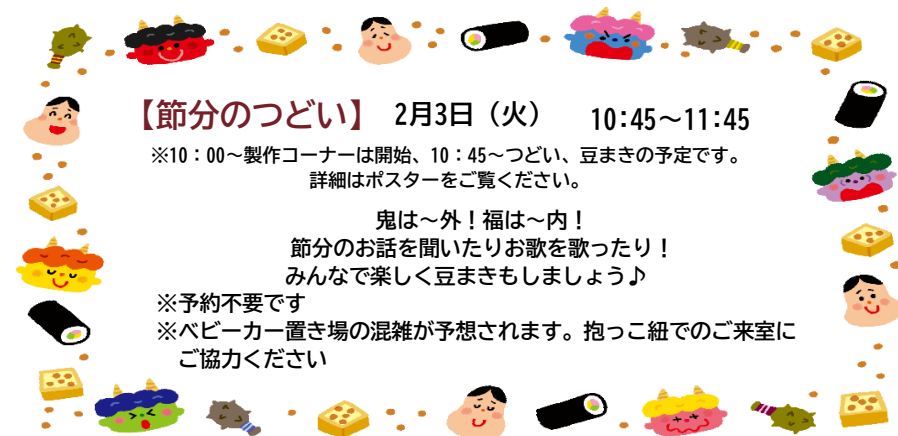 【節分のつどい】 2月3日（火） 10:45～11:45
※10：00～製作コーナーは開始、10：45～つどい、豆まきの予定です。
詳細はポスターをご覧ください。
鬼は～外！福は～内！
節分のお話を聞いたりお歌を歌ったり！
みんなで楽しく豆まきもしましょう♪
※予約不要です
※ベビーカー置き場の混雑が予想されます。抱っこ紐でのご来室に
ご協力ください